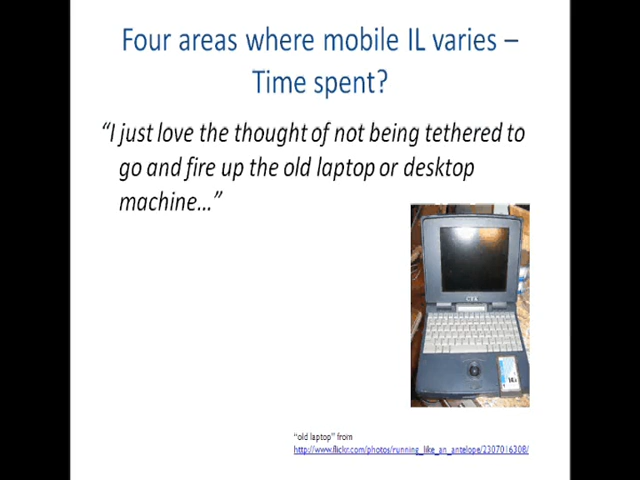 Four areas where mobile IL varies –
Time spent?
“I just love the thought of not being tethered to
go and fire up the old laptop or desktop
machine…”
“old laptop” from
http://www.flickr.com/photos/running_like_an_antelope/2307016308/